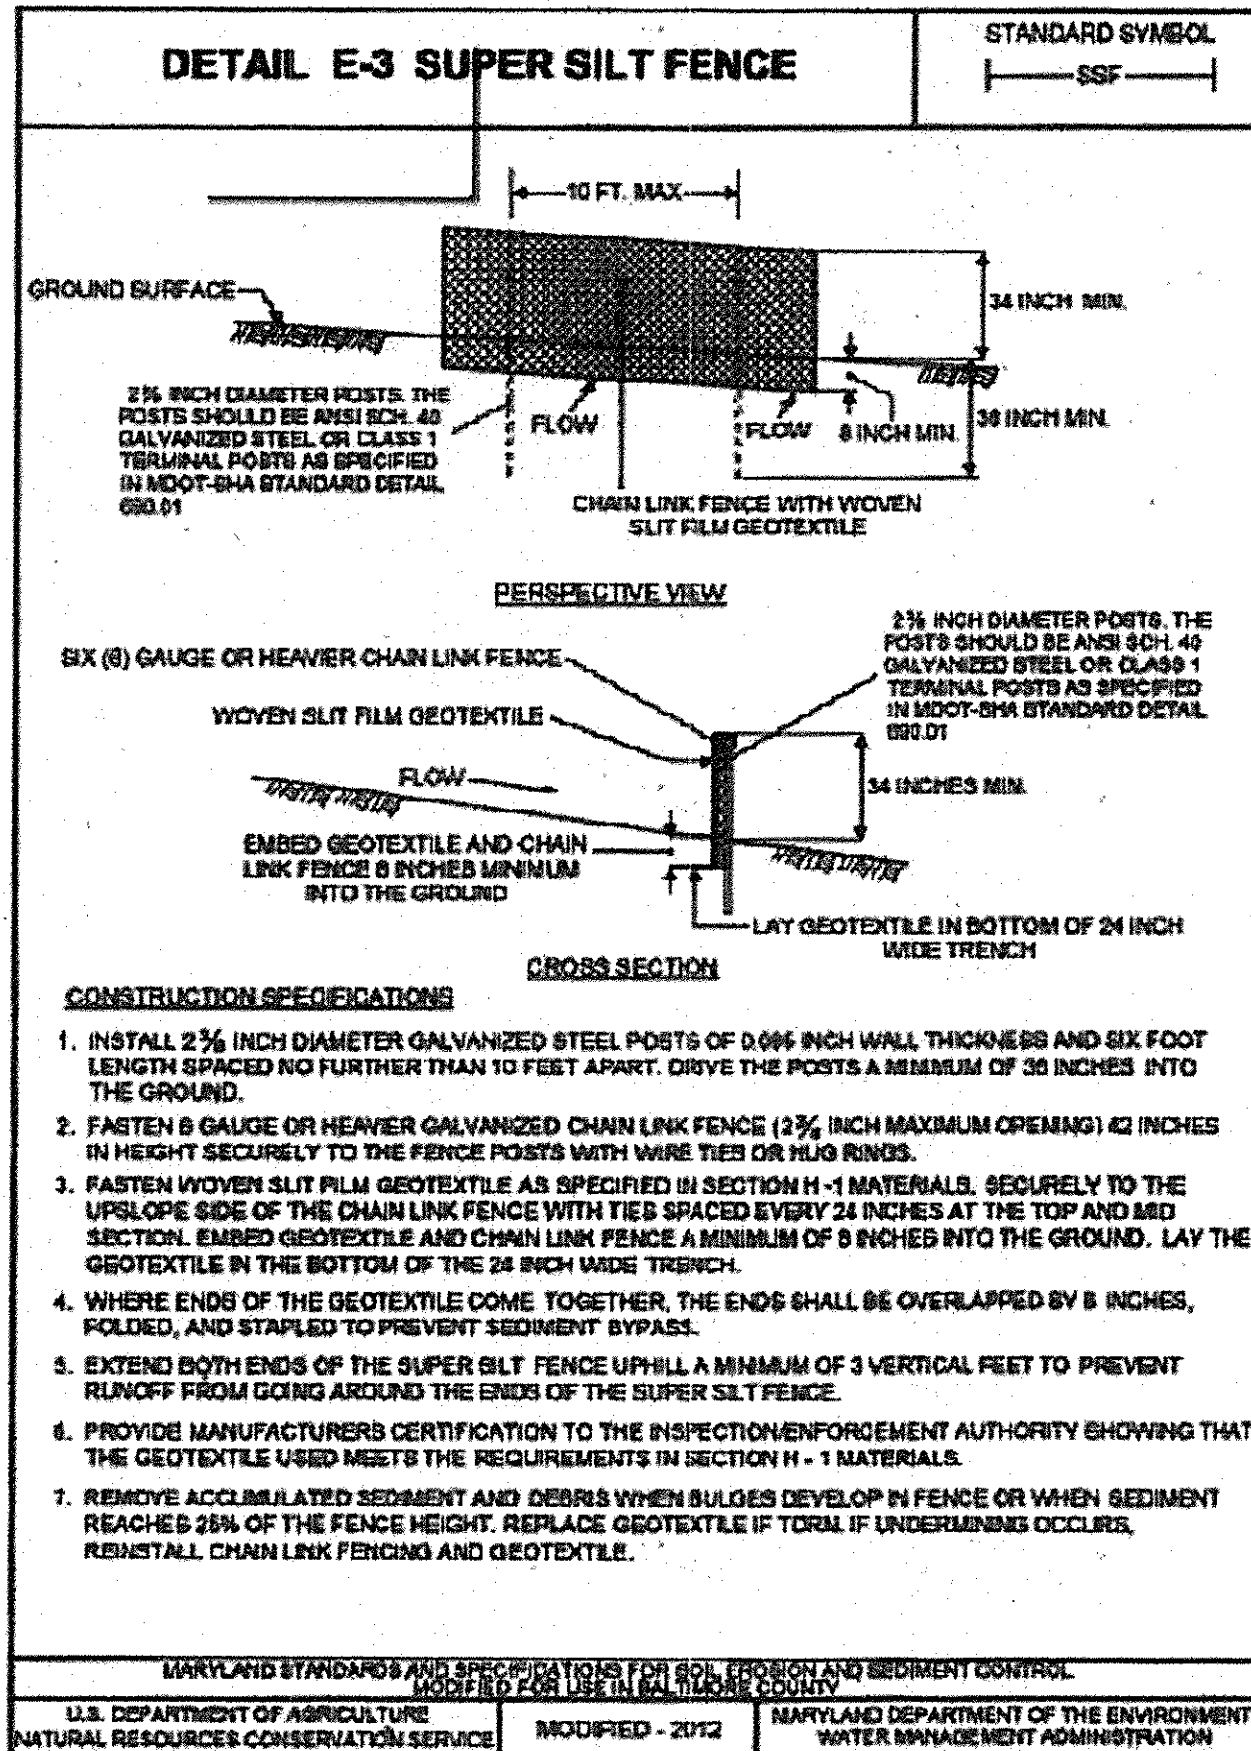 DETAIL E-3 SUPER SILT FENCE
STANDARD SYMBOL
SSF
10 FT. MAX
GROUND SURFACE
34 INCH MIN.
2⅜ INCH DIAMETER POSTS. THE
POSTS SHOULD BE ANSI SCH. 40
GALVANIZED STEEL OR CLASS 1
TERMINAL POSTS AS SPECIFIED
IN MDOT-SHA STANDARD DETAIL
690.01
FLOW
FLOW
8 INCH MIN.
36 INCH MIN.
CHAIN LINK FENCE WITH WOVEN
SLIT FILM GEOTEXTILE
PERSPECTIVE VIEW
2⅜ INCH DIAMETER POSTS. THE
POSTS SHOULD BE ANSI SCH. 40
GALVANIZED STEEL OR CLASS 1
TERMINAL POSTS AS SPECIFIED
IN MDOT-SHA STANDARD DETAIL
690.01
SIX (6) GAUGE OR HEAVIER CHAIN LINK FENCE
WOVEN SLIT FILM GEOTEXTILE
FLOW
34 INCHES MIN.
EMBED GEOTEXTILE AND CHAIN
LINK FENCE 8 INCHES MINIMUM
INTO THE GROUND
LAY GEOTEXTILE IN BOTTOM OF 24 INCH
WIDE TRENCH
CROSS SECTION
CONSTRUCTION SPECIFICATIONS
1. INSTALL 2⅜ INCH DIAMETER GALVANIZED STEEL POSTS OF 0.095 INCH WALL THICKNESS AND SIX FOOT
LENGTH SPACED NO FURTHER THAN 10 FEET APART. DRIVE THE POSTS A MINIMUM OF 36 INCHES INTO
THE GROUND.
2. FASTEN 6 GAUGE OR HEAVIER GALVANIZED CHAIN LINK FENCE (2⅜ INCH MAXIMUM OPENING) 42 INCHES
IN HEIGHT SECURELY TO THE FENCE POSTS WITH WIRE TIES OR HUG RINGS.
3. FASTEN WOVEN SLIT FILM GEOTEXTILE AS SPECIFIED IN SECTION H -1 MATERIALS. SECURELY TO THE
UPSLOPE SIDE OF THE CHAIN LINK FENCE WITH TIES SPACED EVERY 24 INCHES AT THE TOP AND MID
SECTION. EMBED GEOTEXTILE AND CHAIN LINK FENCE A MINIMUM OF 8 INCHES INTO THE GROUND. LAY THE
GEOTEXTILE IN THE BOTTOM OF THE 24 INCH WIDE TRENCH.
4. WHERE ENDS OF THE GEOTEXTILE COME TOGETHER, THE ENDS SHALL BE OVERLAPPED BY 6 INCHES,
FOLDED, AND STAPLED TO PREVENT SEDIMENT BYPASS.
5. EXTEND BOTH ENDS OF THE SUPER SILT FENCE UPHILL A MINIMUM OF 3 VERTICAL FEET TO PREVENT
RUNOFF FROM GOING AROUND THE ENDS OF THE SUPER SILT FENCE.
6. PROVIDE MANUFACTURERS CERTIFICATION TO THE INSPECTION/ENFORCEMENT AUTHORITY SHOWING THAT
THE GEOTEXTILE USED MEETS THE REQUIREMENTS IN SECTION H - 1 MATERIALS.
7. REMOVE ACCUMULATED SEDIMENT AND DEBRIS WHEN BULGES DEVELOP IN FENCE OR WHEN SEDIMENT
REACHES 25% OF THE FENCE HEIGHT. REPLACE GEOTEXTILE IF TORN. IF UNDERMINING OCCURS,
REINSTALL CHAIN LINK FENCING AND GEOTEXTILE.
MARYLAND STANDARDS AND SPECIFICATIONS FOR SOIL EROSION AND SEDIMENT CONTROL
MODIFIED FOR USE IN BALTIMORE COUNTY
U.S. DEPARTMENT OF AGRICULTURE
NATURAL RESOURCES CONSERVATION SERVICE
MODIFIED - 2012
MARYLAND DEPARTMENT OF THE ENVIRONMENT
WATER MANAGEMENT ADMINISTRATION